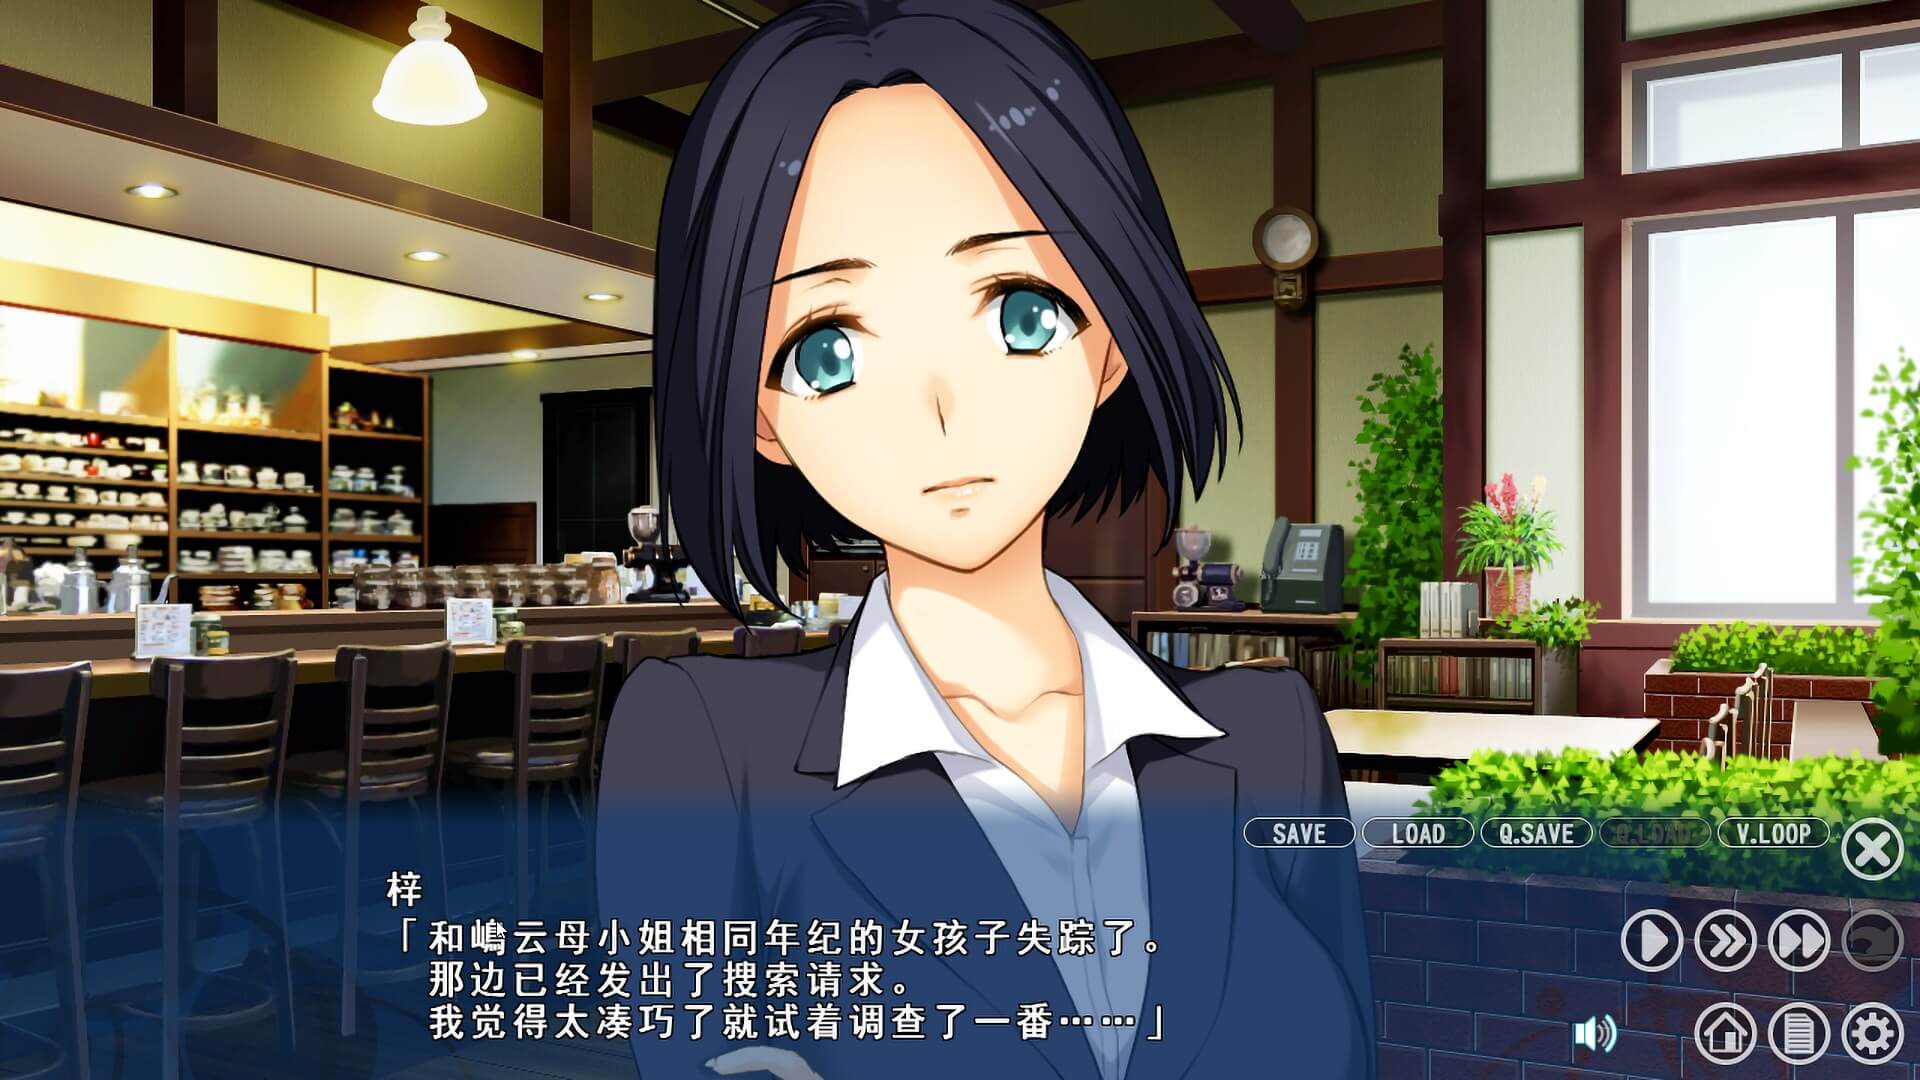 SAVE LOAD Q.SAVE Q.LOAD V.LOOP
梓
「和嶋云母小姐相同年纪的女孩子失踪了。
那边已经发出了搜索请求。
我觉得太凑巧了就试着调查了一番……」